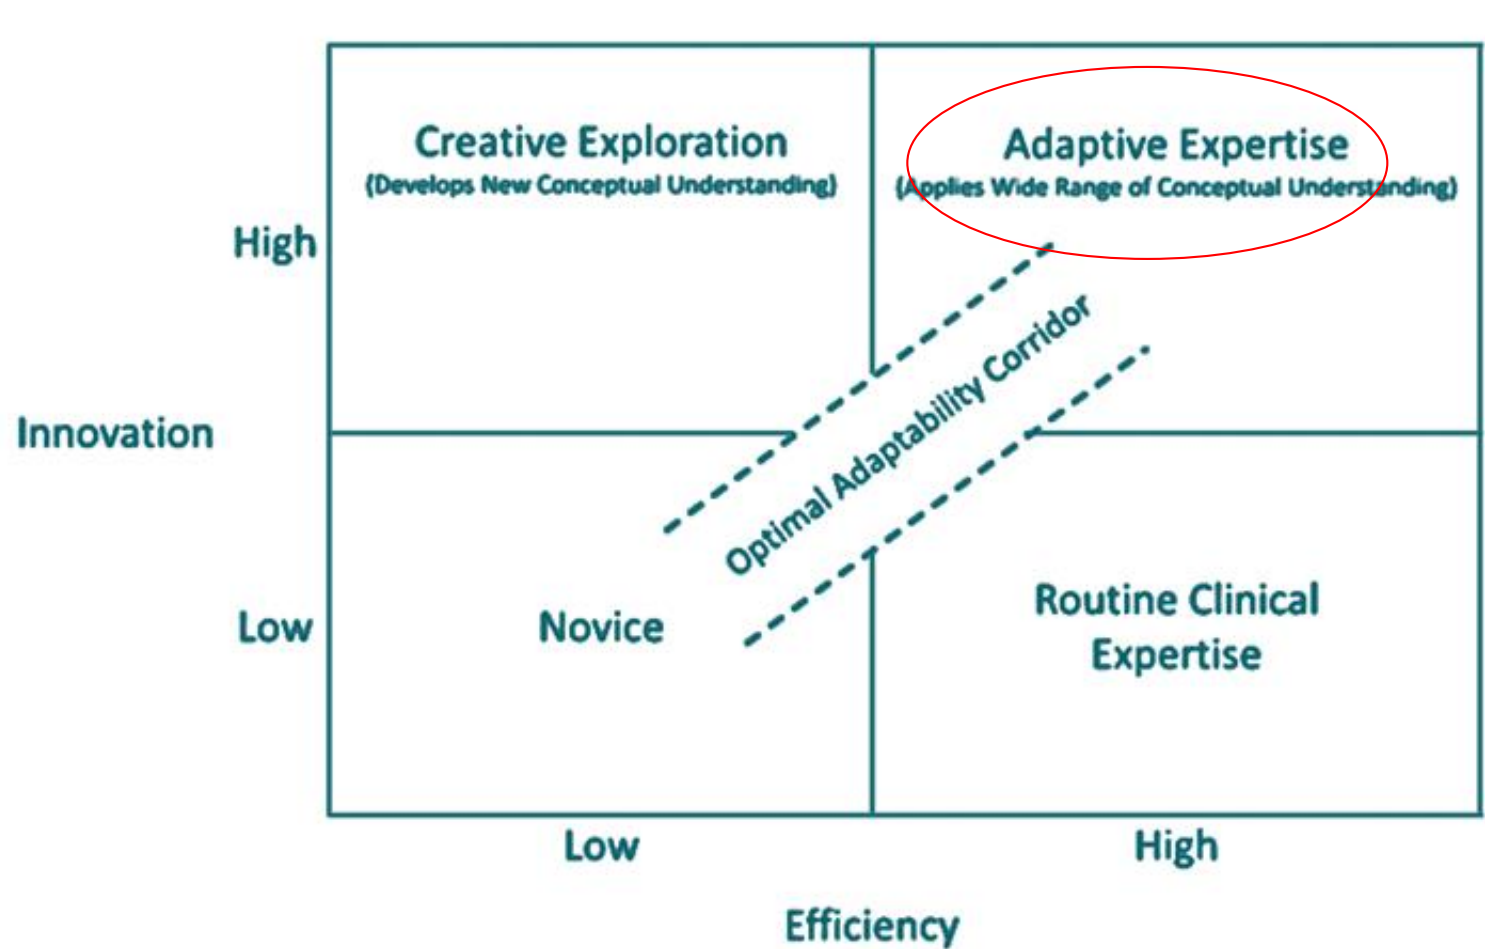 Creative Exploration
(Develops New Conceptual Understanding)
Adaptive Expertise
(Applies Wide Range of Conceptual Understanding)
High
Innovation
Optimal Adaptability Corridor
Low
Novice
Routine Clinical
Expertise
Low
High
Efficiency